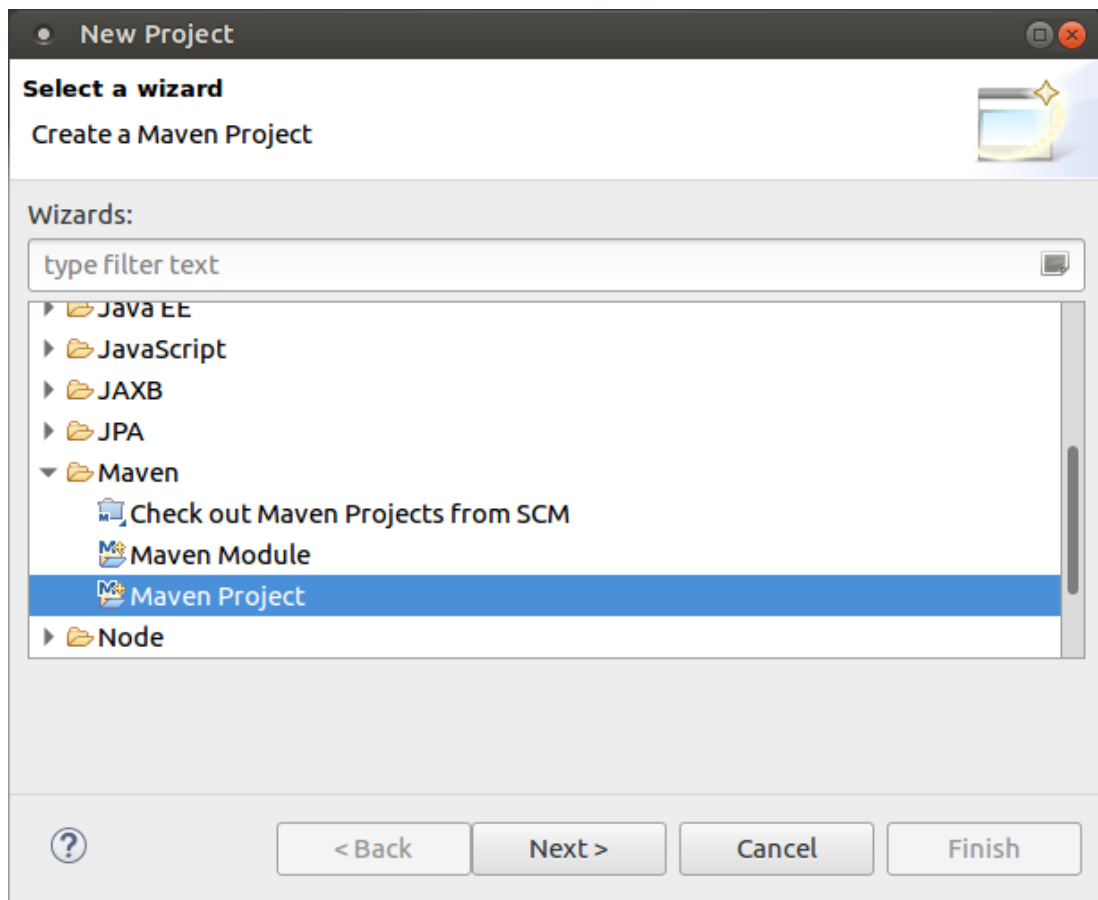 New Project
Select a wizard
Create a Maven Project
Wizards:
type filter text
Java EE
JavaScript
JAXB
JPA
Maven
Check out Maven Projects from SCM
Maven Module
Maven Project
Node
< Back Next > Cancel Finish